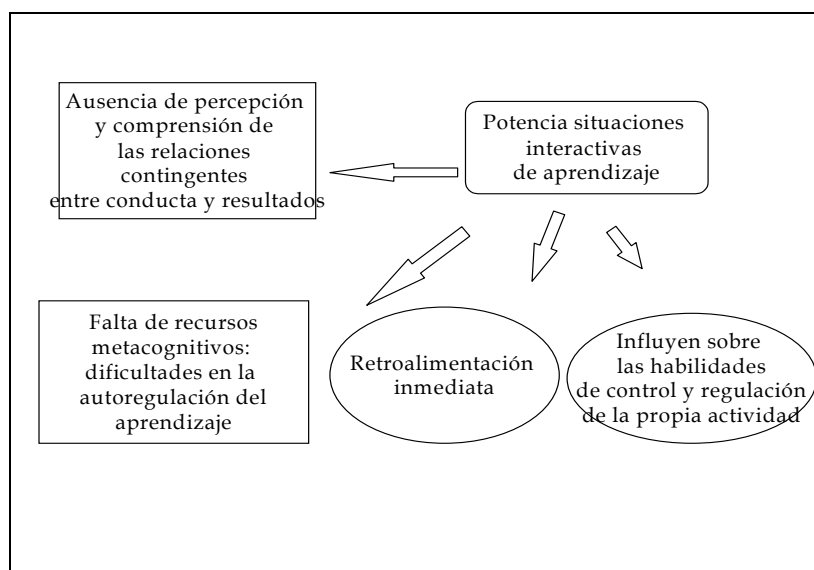 Ausencia de percepción
y comprensión de
las relaciones
contingentes
entre conducta y resultados
Potencia situaciones
interactivas
de aprendizaje
Falta de recursos
metacognitivos:
dificultades en la
autoregulación del
aprendizaje
Retroalimentación
inmediata
Influyen sobre
las habilidades
de control y regulación
de la propia actividad